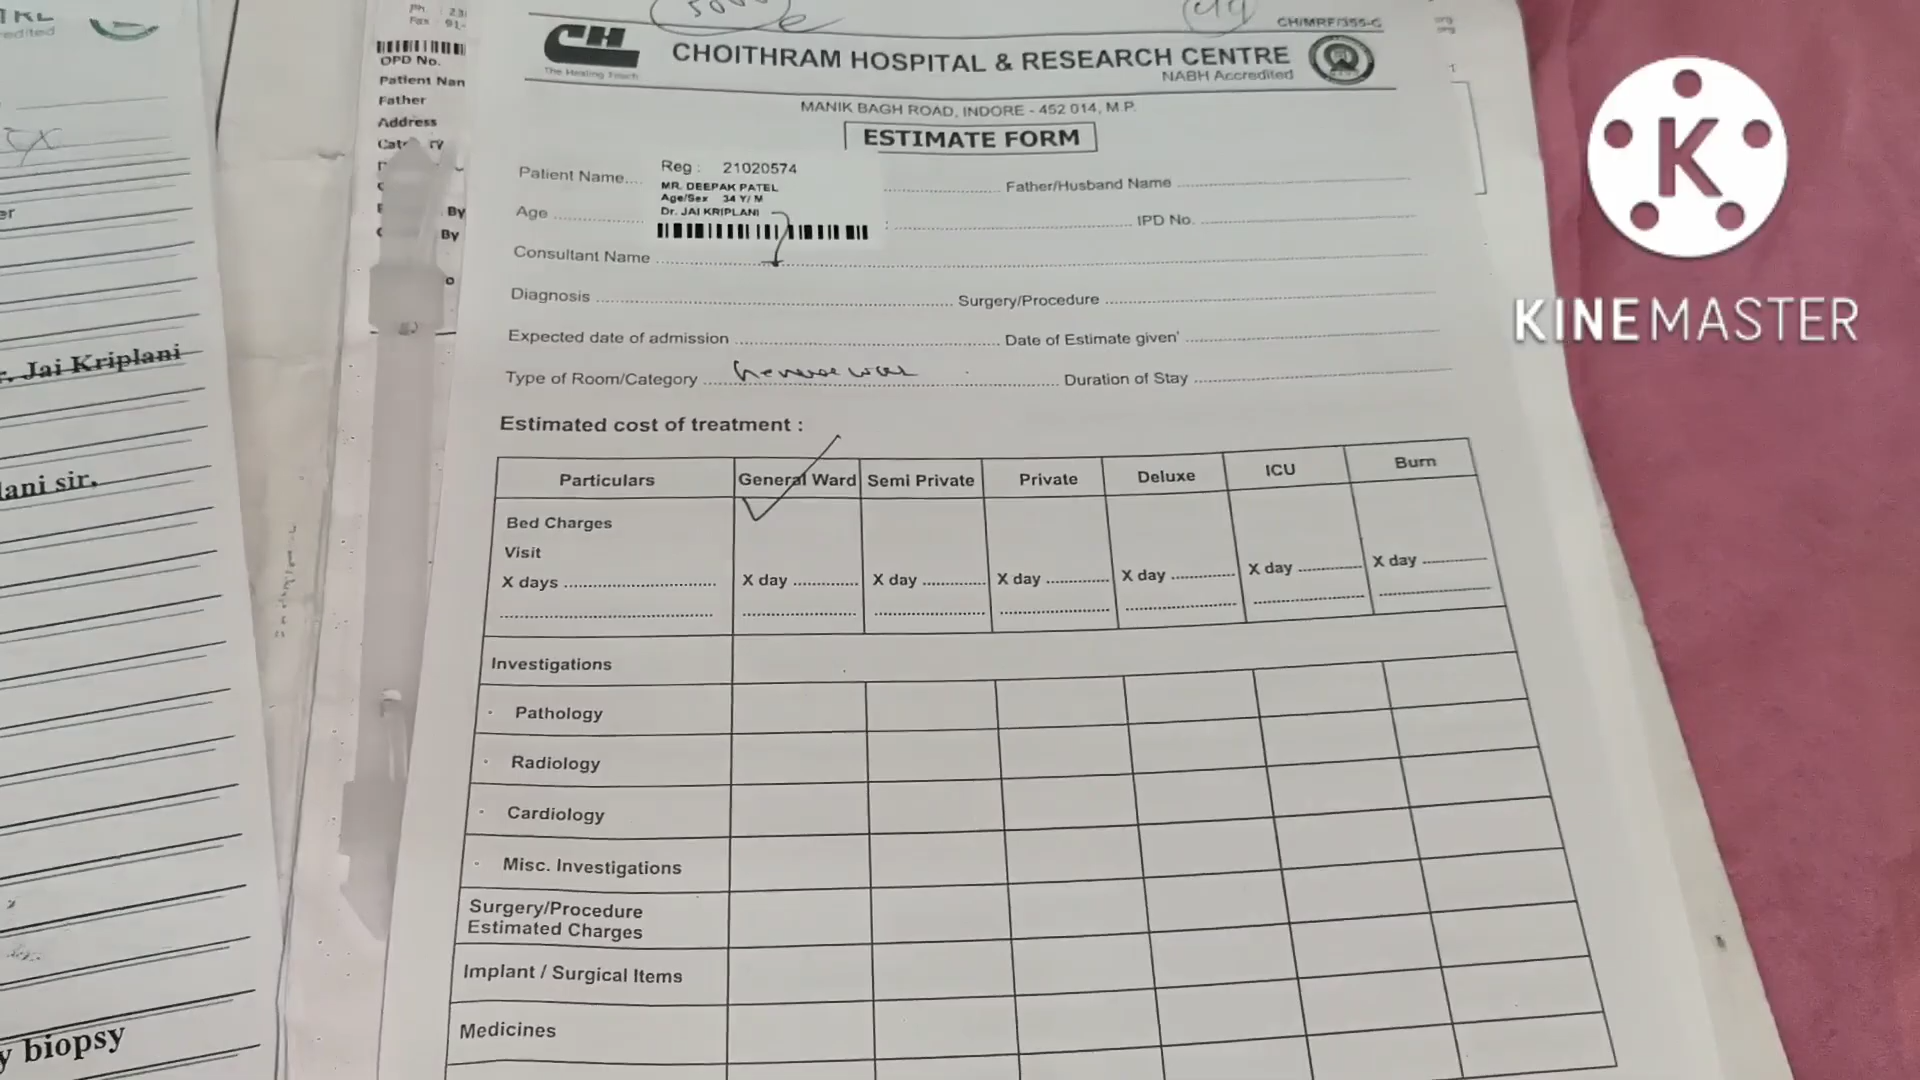 CH
The Healing Touch
CH/MRF/355-C
CHOITHRAM HOSPITAL & RESEARCH CENTRE
NABH Accredited
MANIK BAGH ROAD, INDORE - 452 014, M.P.
ESTIMATE FORM
Patient Name.... Reg : 21020574
MR. DEEPAK PATEL
Age/Sex 34 Y/ M
Dr. JAI KRIPLANI
Father/Husband Name
Age
IPD No.
Consultant Name
Diagnosis
Surgery/Procedure
Expected date of admission
Date of Estimate given
Type of Room/Category
Duration of Stay
Estimated cost of treatment :
Particulars General Ward Semi Private Private Deluxe ICU Burn
Bed Charges
Visit
X days X day X day X day X day X day X day
Investigations
Pathology
Radiology
Cardiology
Misc. Investigations
Surgery/Procedure
Estimated Charges
Implant / Surgical Items
Medicines
OPD No.
Patient Nam
Father
Address
By
By
Jai Kriplani
lani sir.
y biopsy
K
KINEMASTER